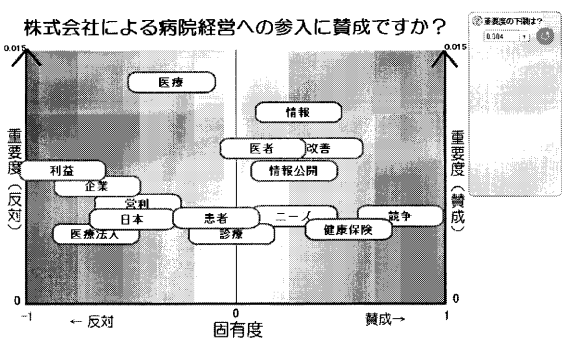 株式会社による病院経営への参入に賛成ですか?
重要度の下限は?
0.004
0.015
0.015
医療
情報
医者
改善
利益
情報公開
企業
営利
日本
患者
ニーズ
競争
医療法人
診療
健康保険
重要度(反対)
重要度(賛成)
0
0
-1
← 反対
0
賛成→
1
固有度